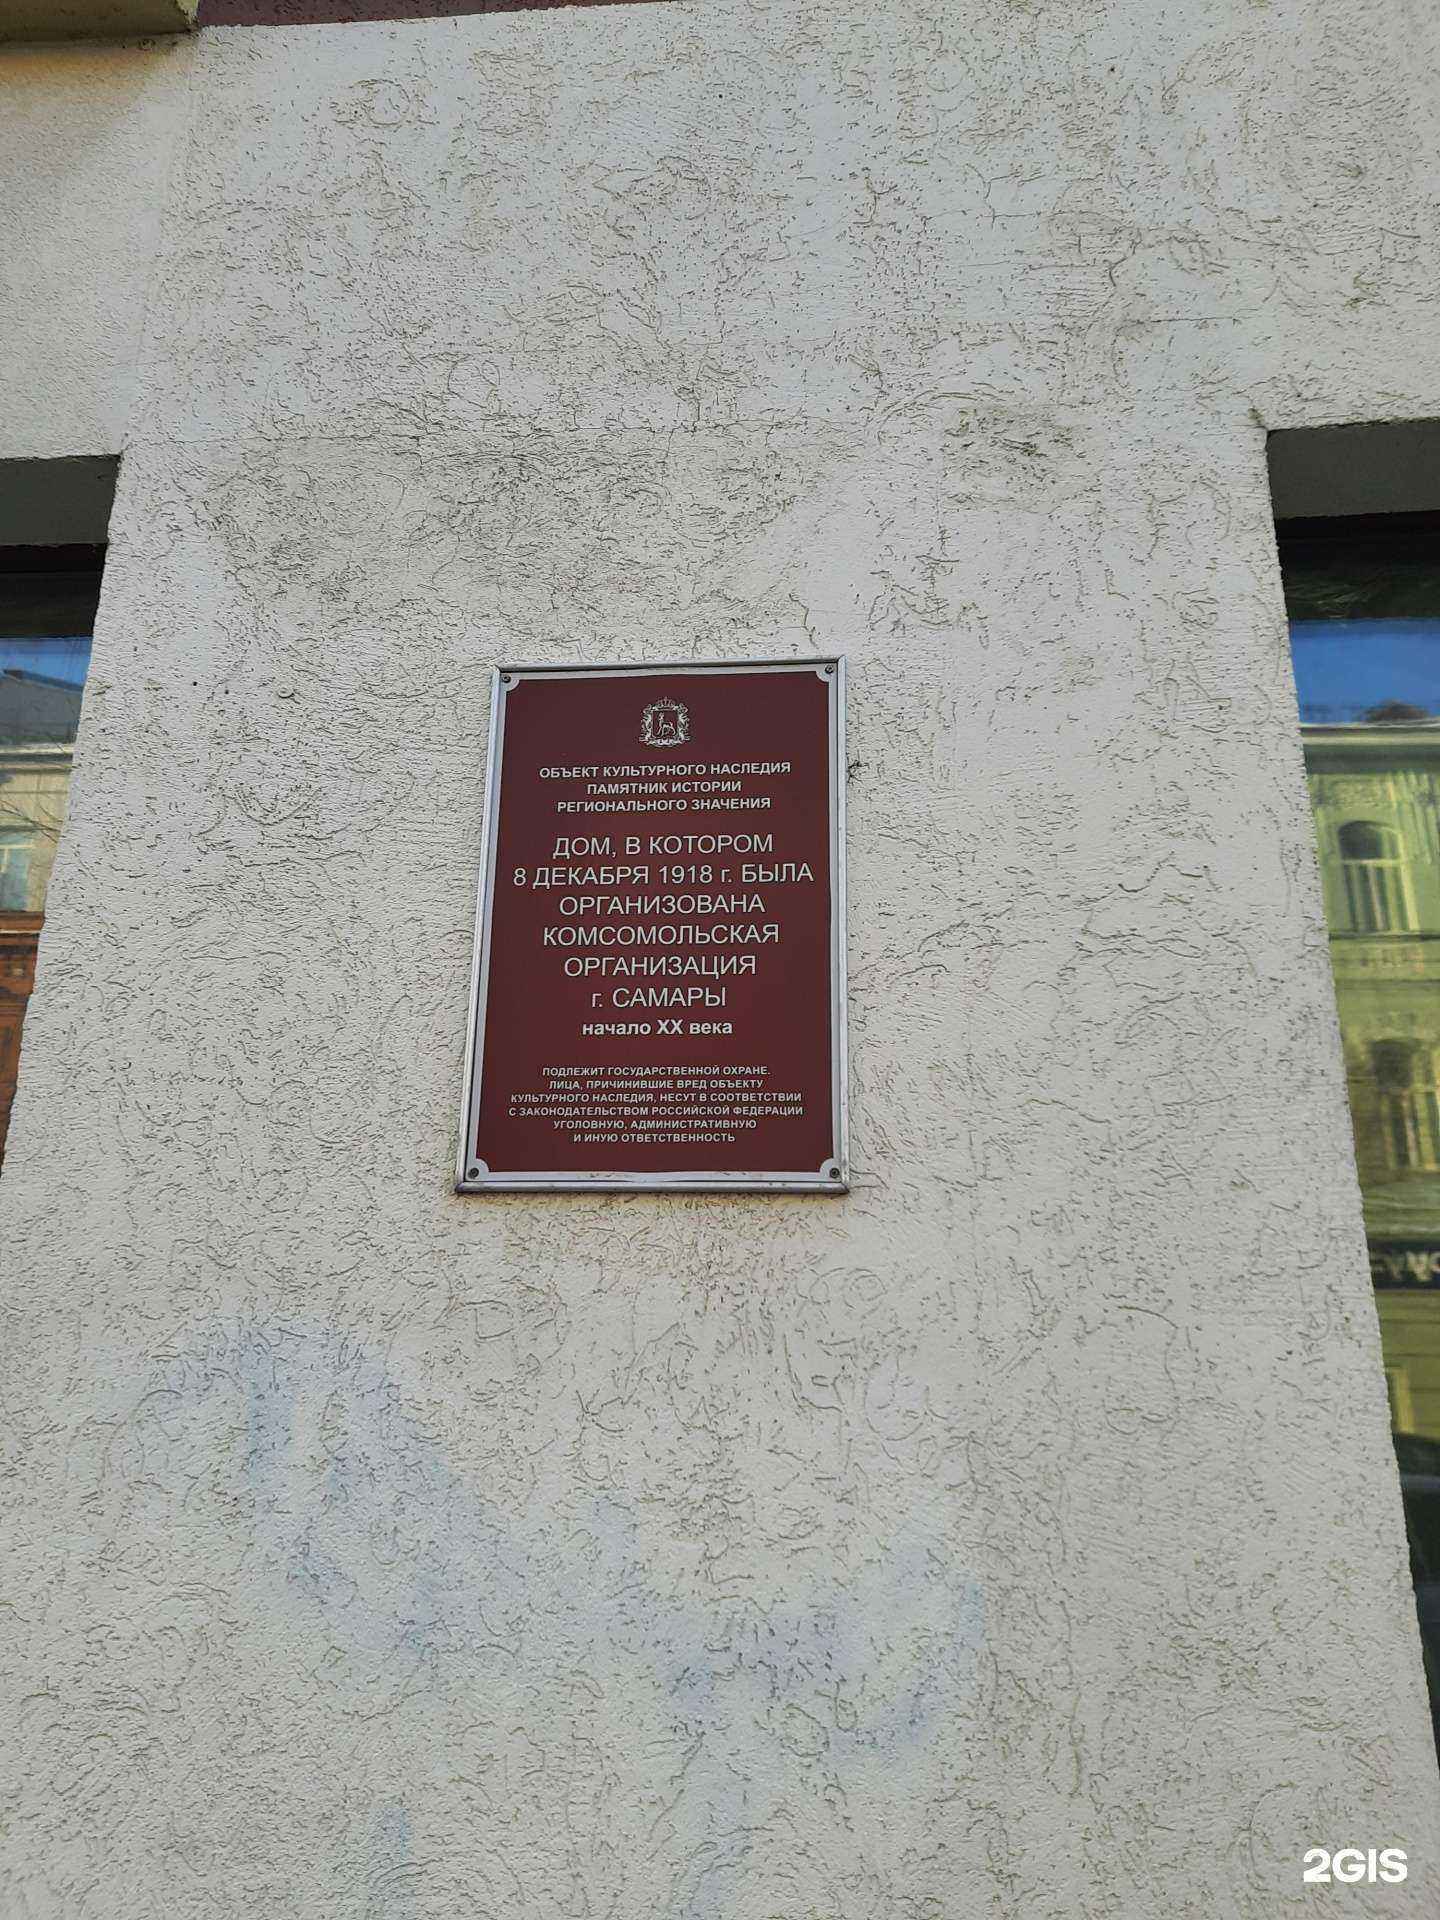 ОБЪЕКТ КУЛЬТУРНОГО НАСЛЕДИЯ
ПАМЯТНИК ИСТОРИИ
РЕГИОНАЛЬНОГО ЗНАЧЕНИЯ
ДОМ, В КОТОРОМ
8 ДЕКАБРЯ 1918 г. БЫЛА
ОРГАНИЗОВАНА
КОМСОМОЛЬСКАЯ
ОРГАНИЗАЦИЯ
г. САМАРЫ
начало XX века
ПОДЛЕЖИТ ГОСУДАРСТВЕННОЙ ОХРАНЕ.
ЛИЦА, ПРИЧИНИВШИЕ ВРЕД ОБЪЕКТУ
КУЛЬТУРНОГО НАСЛЕДИЯ, НЕСУТ В СООТВЕТСТВИИ
С ЗАКОНОДАТЕЛЬСТВОМ РОССИЙСКОЙ ФЕДЕРАЦИИ
УГОЛОВНУЮ, АДМИНИСТРАТИВНУЮ
И ИНУЮ ОТВЕТСТВЕННОСТЬ
2GIS